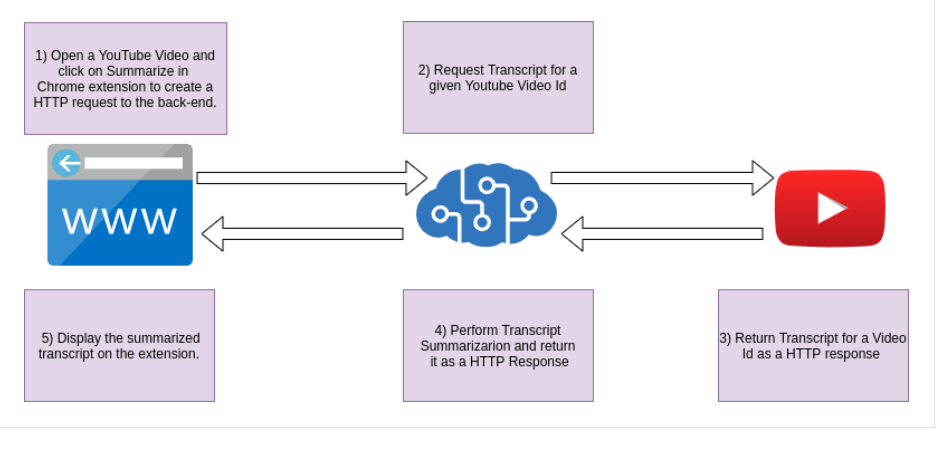 1) Open a YouTube Video and
click on Summarize in
Chrome extension to create a
HTTP request to the back-end.
2) Request Transcript for a
given Youtube Video Id
WWW
5) Display the summarized
transcript on the extension.
4) Perform Transcript
Summarizarion and return
it as a HTTP Response
3) Return Transcript for a Video
Id as a HTTP response